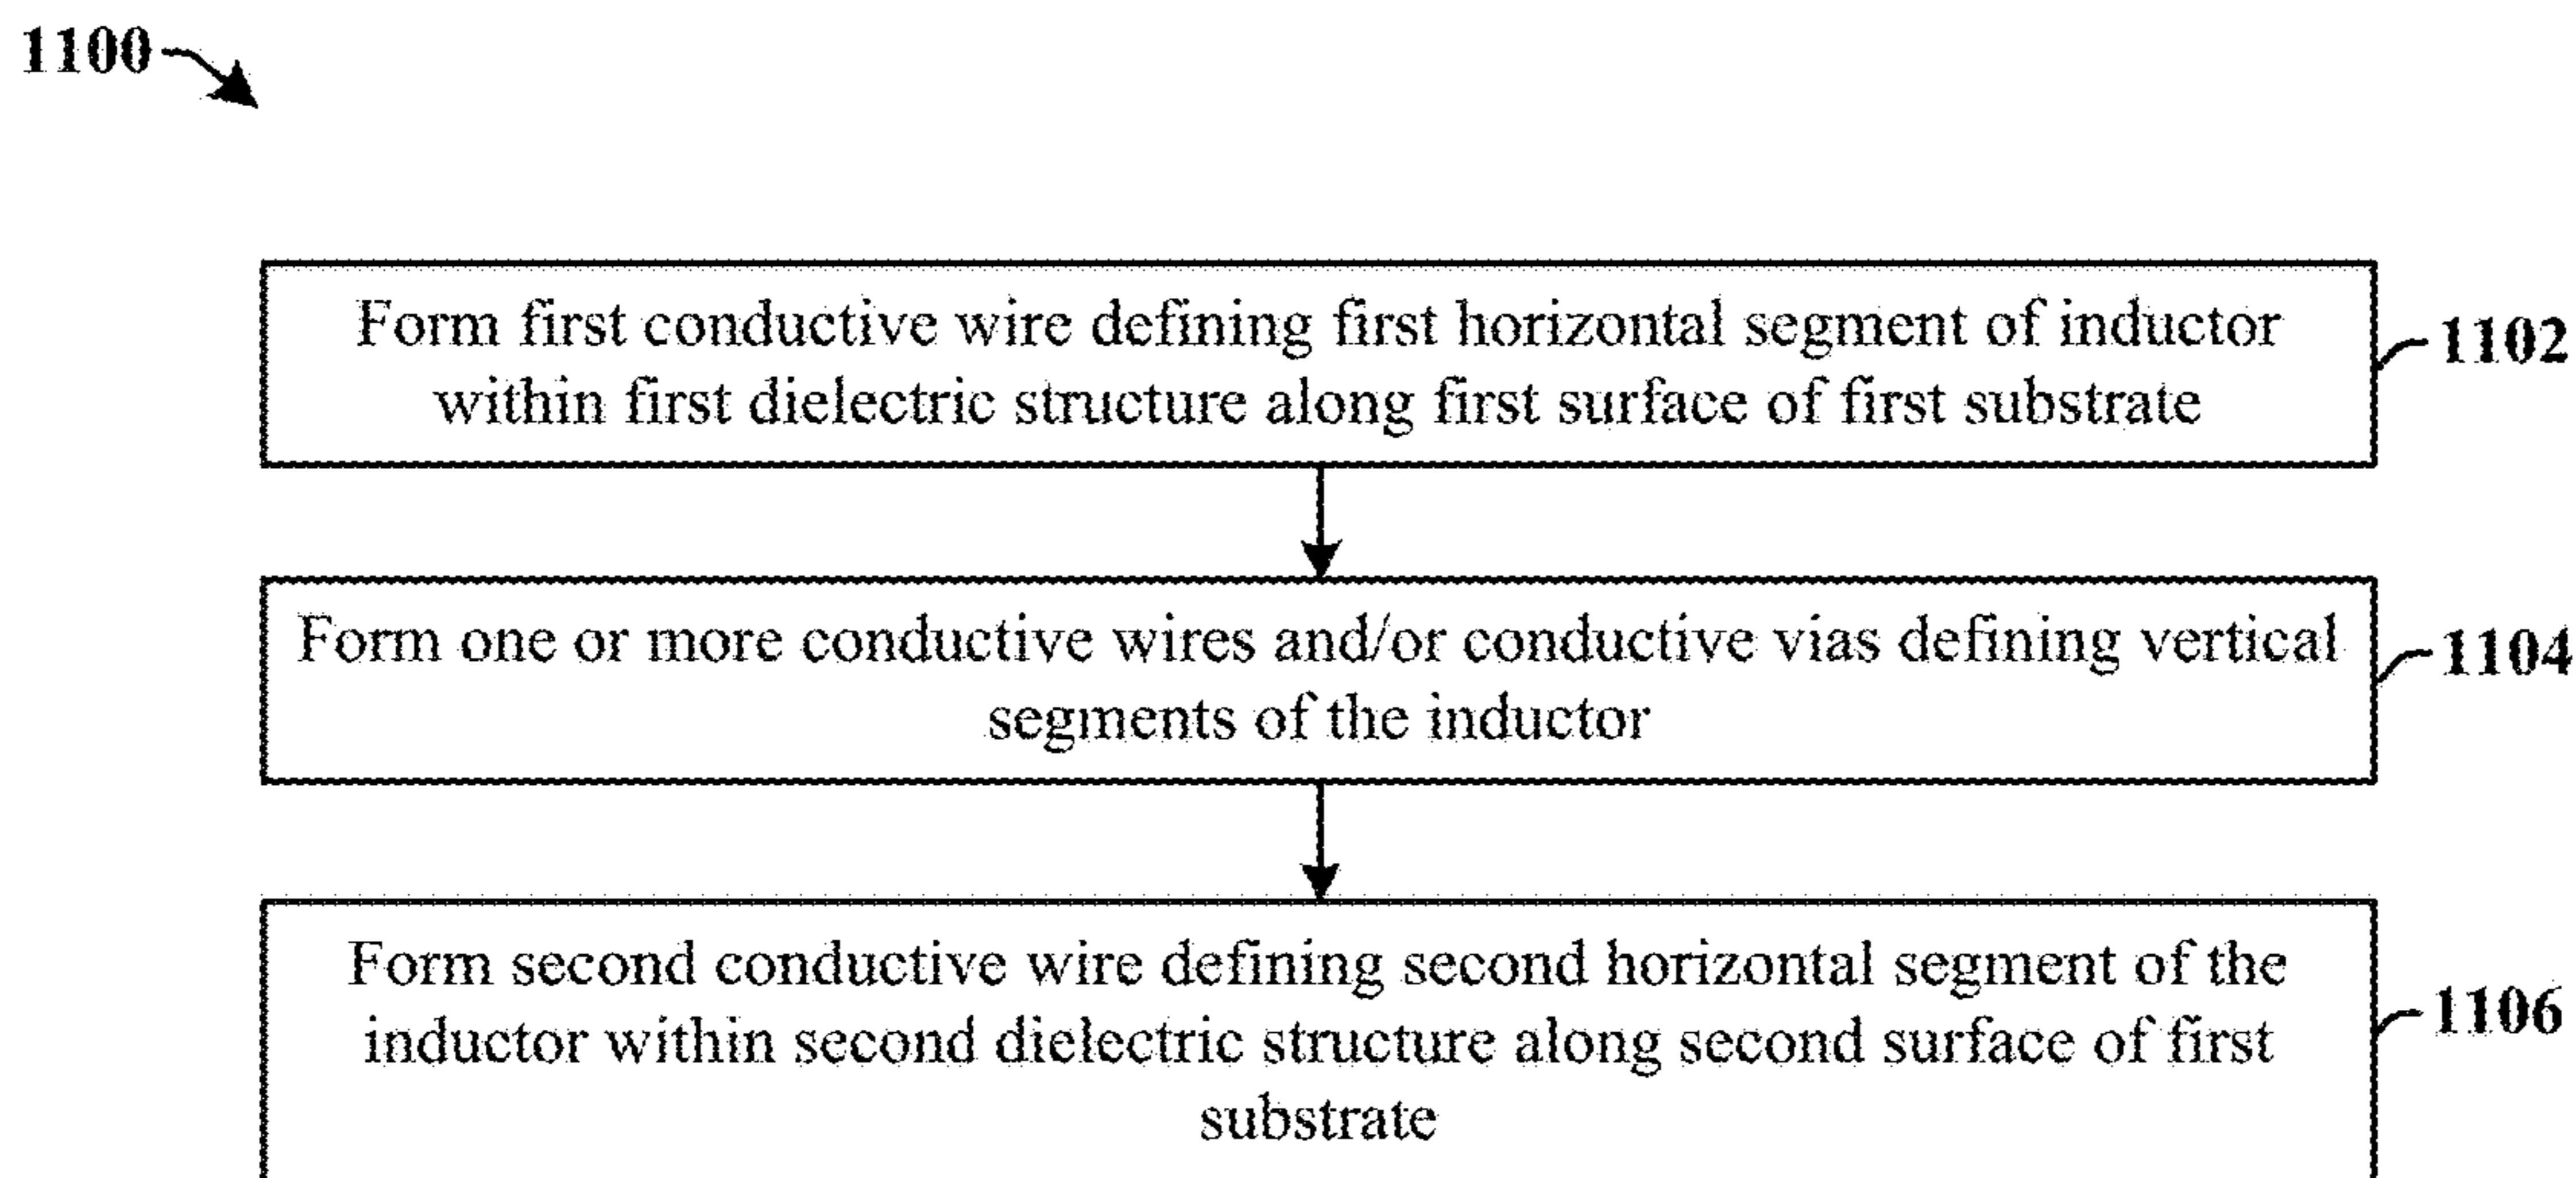 1100
Form first conductive wire defining first horizontal segment of inductor
within first dielectric structure along first surface of first substrate
1102
Form one or more conductive wires and/or conductive vias defining vertical
segments of the inductor
1104
Form second conductive wire defining second horizontal segment of the
inductor within second dielectric structure along second surface of first
substrate
1106